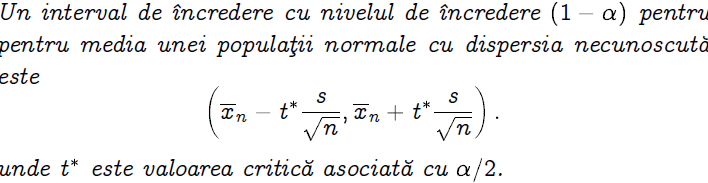 Un interval de încredere cu nivelul de încredere (1 − α) pentru
pentru media unei populaţii normale cu dispersia necunoscută
este
(x̅ₙ − t* s/√n, x̅ₙ + t* s/√n).
unde t* este valoarea critică asociată cu α/2.